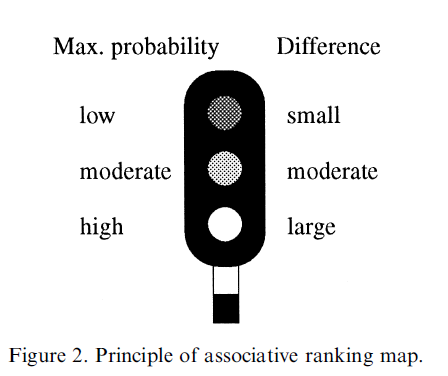 Max. probability Difference
low small
moderate moderate
high large
Figure 2. Principle of associative ranking map.